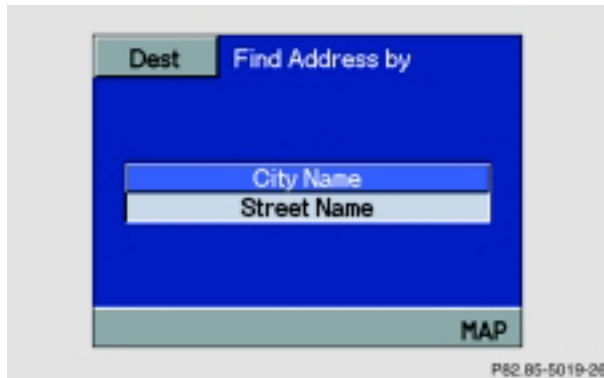 Dest Find Address by
City Name
Street Name
MAP
P82.85-5019-26